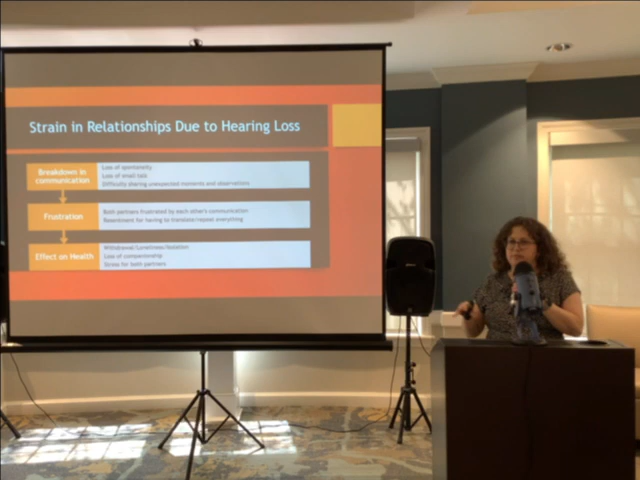 Strain in Relationships Due to Hearing Loss
Breakdown in
communication
Loss of spontaneity
Loss of small talk
Difficulty sharing unexpected moments and observations
Frustration
Both partners frustrated by each other's communication
Resentment for having to translate/repeat everything
Effect on Health
Withdrawal/Loneliness/Isolation
Loss of companionship
Stress for both partners